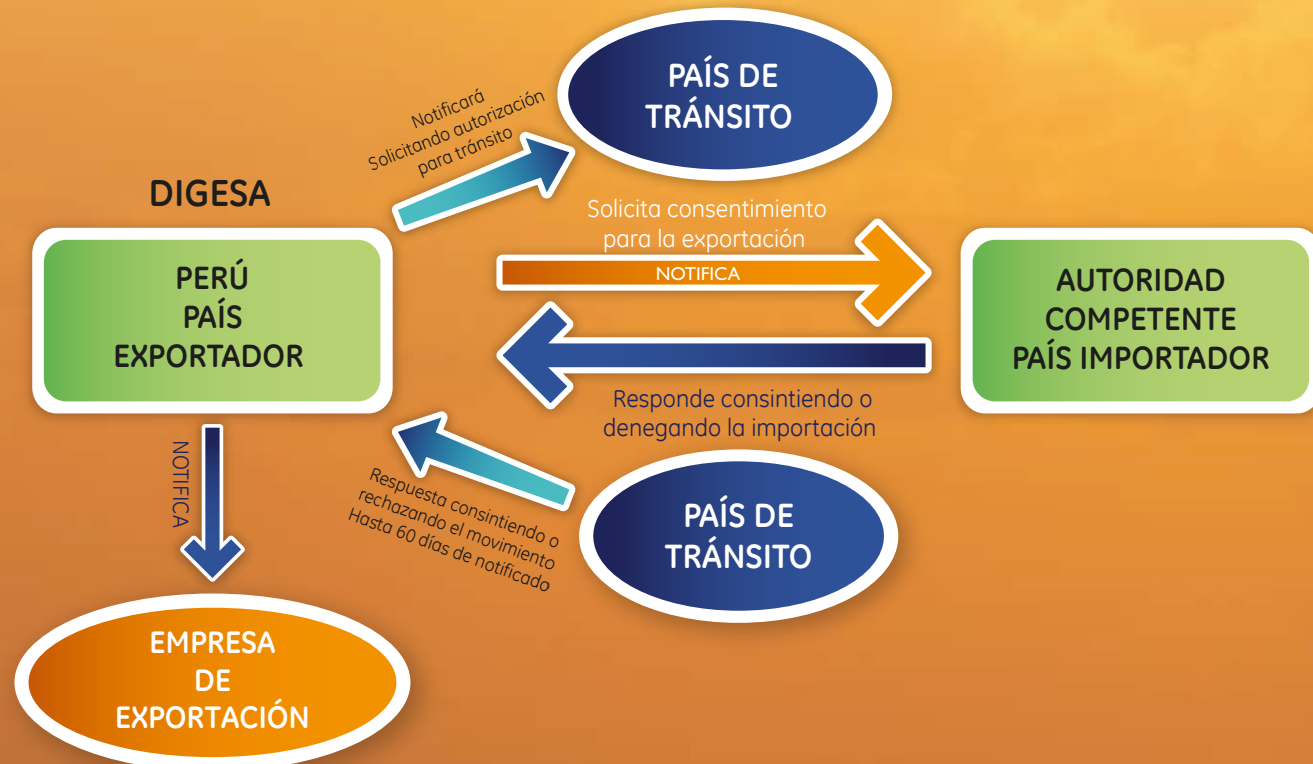 PAÍS DE
TRÁNSITO
Notificará
Solicitando autorización
para tránsito
DIGESA
PERÚ
PAÍS
EXPORTADOR
Solicita consentimiento
para la exportación
NOTIFICA
AUTORIDAD
COMPETENTE
PAÍS IMPORTADOR
Responde consintiendo o
denegando la importación
NOTIFICA
Respuesta consintiendo o
rechazando el movimiento
Hasta 60 días de notificado
PAÍS DE
TRÁNSITO
EMPRESA
DE
EXPORTACIÓN